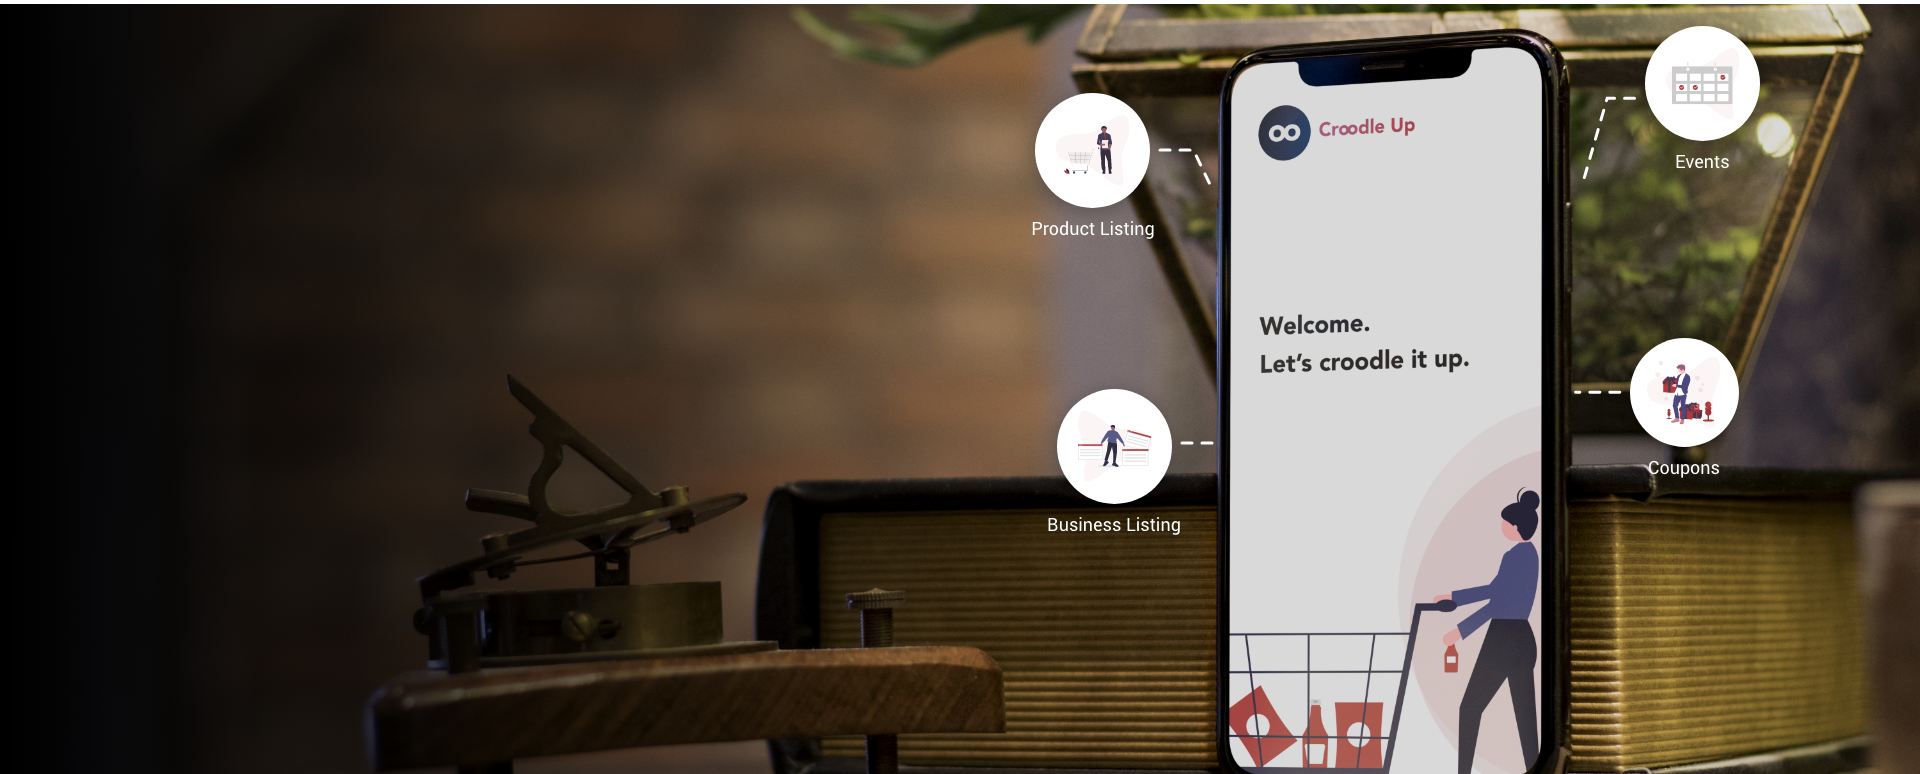 Croodle Up
Events
Product Listing
Welcome.
Let's croodle it up.
Coupons
Business Listing